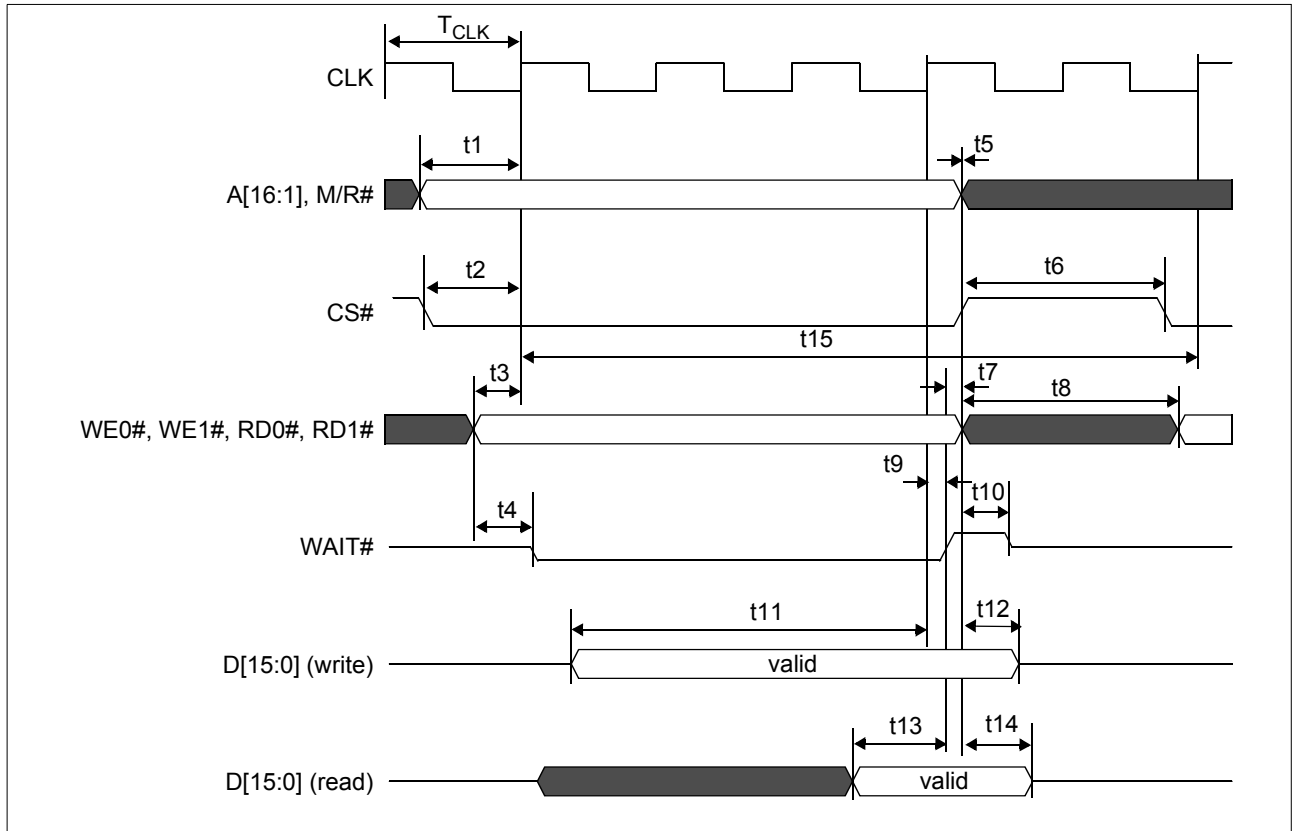 TCLK
CLK
t1
t5
A[16:1], M/R#
t2
t6
CS#
t15
t3
t7
t8
WE0#, WE1#, RD0#, RD1#
t9
t4
t10
WAIT#
t11
t12
D[15:0] (write)
valid
t13
t14
D[15:0] (read)
valid